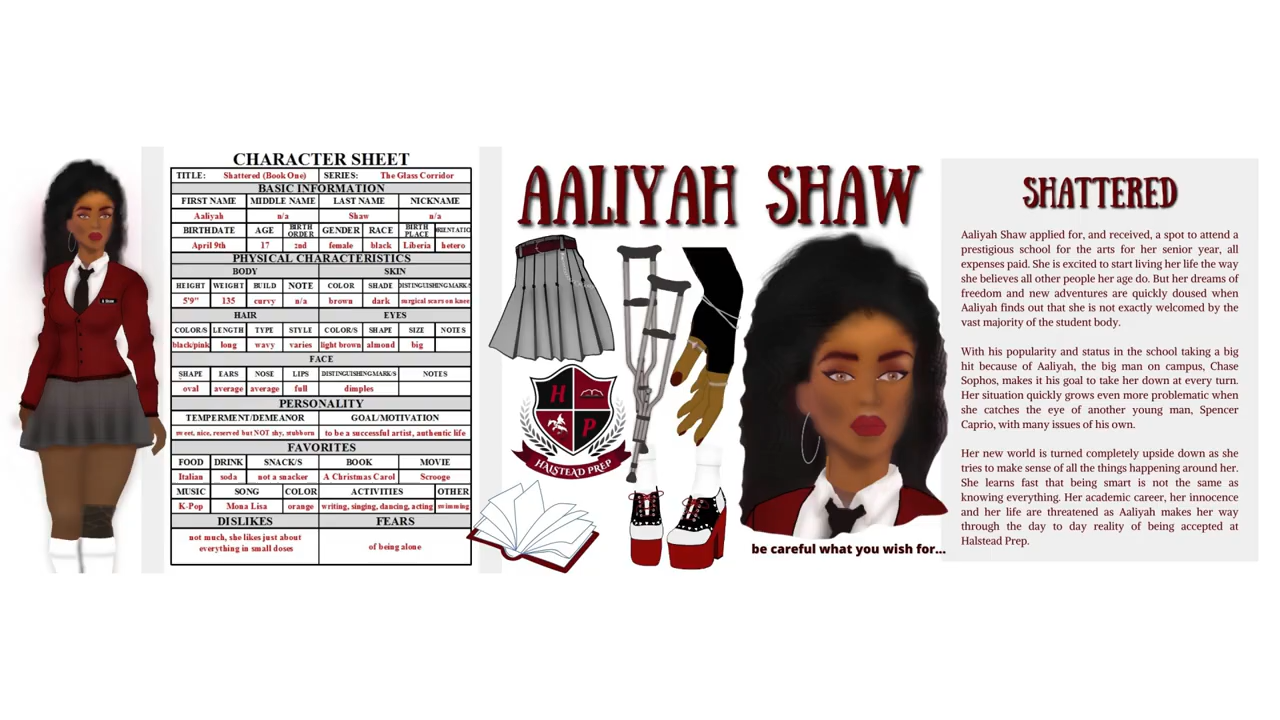 CHARACTER SHEET
TITLE: Shattered (Book One) SERIES: The Glass Corridor
BASIC INFORMATION
FIRST NAME MIDDLE NAME LAST NAME NICKNAME
Aaliyah n/a Shaw n/a
BIRTHDATE AGE BIRTH ORDER GENDER RACE BIRTH PLACE ORIENTATIO
April 9th 17 2nd female black Liberia hetero
PHYSICAL CHARACTERISTICS
BODY SKIN
HEIGHT WEIGHT BUILD NOTE COLOR SHADE DISTINGUISHING MARK/S
5'9" 135 curvy n/a brown dark surgical scars on knee
HAIR EYES
COLOR/S LENGTH TYPE STYLE COLOR/S SHAPE SIZE NOTES
black/pink long wavy varies light brown almond big
FACE
SHAPE EARS NOSE LIPS DISTINGUISHING MARK/S NOTES
oval average average full dimples
PERSONALITY
TEMPERMENT/DEMEANOR GOAL/MOTIVATION
sweet, nice, reserved but NOT shy, stubborn to be a successful artist, authentic life
FAVORITES
FOOD DRINK SNACK/S BOOK MOVIE
Italian soda not a snacker A Christmas Carol Scrooge
MUSIC SONG COLOR ACTIVITIES OTHER
K-Pop Mona Lisa orange writing, singing, dancing, acting swimming
DISLIKES FEARS
not much, she likes just about
everything in small doses
of being alone
AALIYAH SHAW
H
P
HALSTEAD PREP
be careful what you wish for...
SHATTERED
Aaliyah Shaw applied for, and received, a spot to attend a
prestigious school for the arts for her senior year, all
expenses paid. She is excited to start living her life the way
she believes all other people her age do. But her dreams of
freedom and new adventures are quickly doused when
Aaliyah finds out that she is not exactly welcomed by the
vast majority of the student body.
With his popularity and status in the school taking a big
hit because of Aaliyah, the big man on campus, Chase
Sophos, makes it his goal to take her down at every turn.
Her situation quickly grows even more problematic when
she catches the eye of another young man, Spencer
Caprio, with many issues of his own.
Her new world is turned completely upside down as she
tries to make sense of all the things happening around her.
She learns fast that being smart is not the same as
knowing everything. Her academic career, her innocence
and her life are threatened as Aaliyah makes her way
through the day to day reality of being accepted at
Halstead Prep.